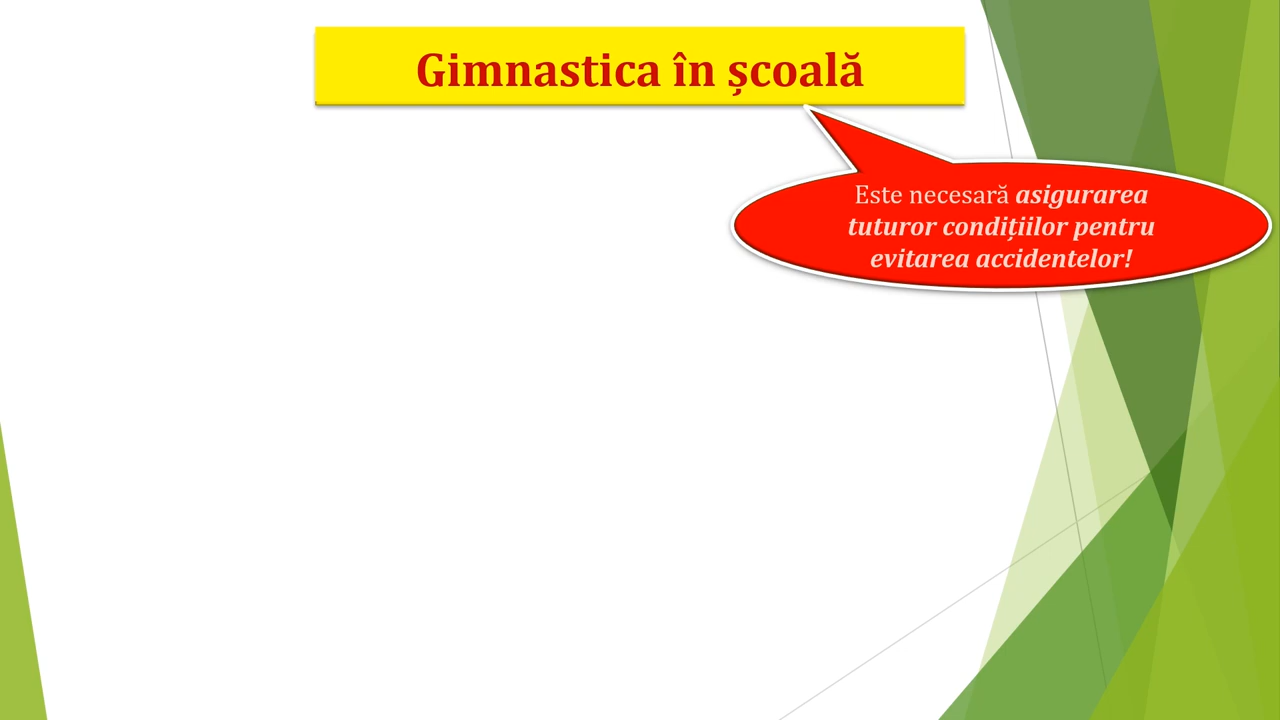 Gimnastica în școală
Este necesară asigurarea
tuturor condițiilor pentru
evitarea accidentelor!